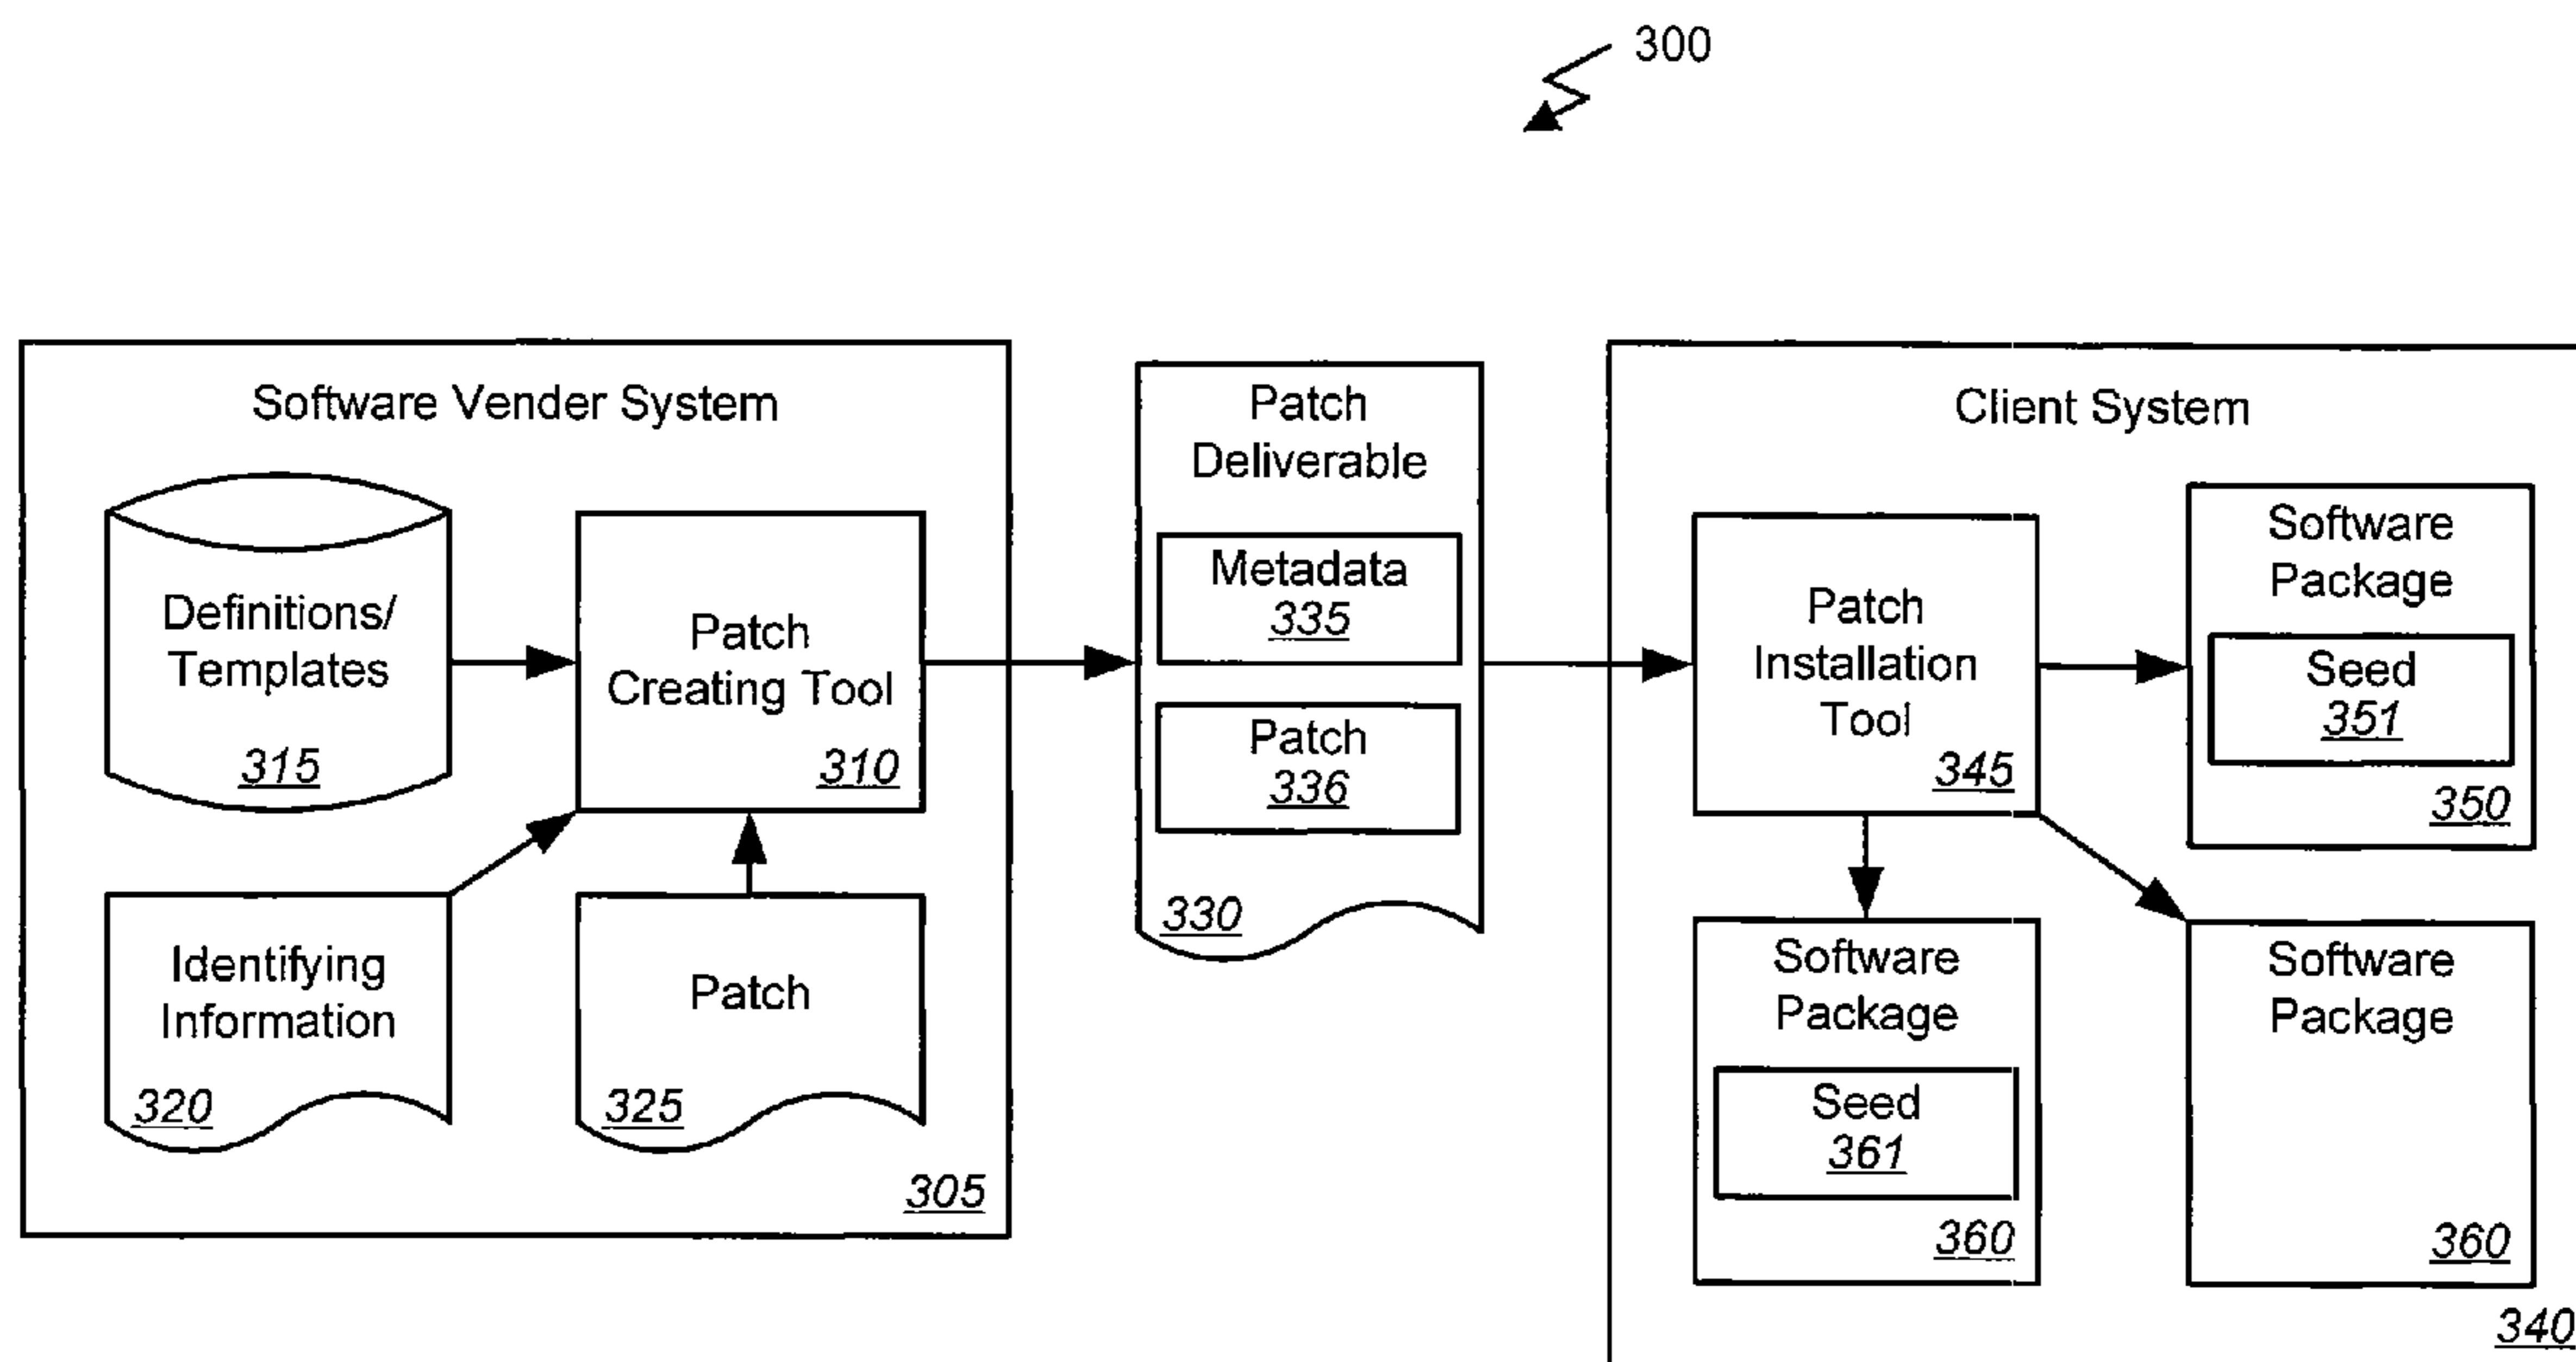 300
Software Vender System
Definitions/
Templates
315
Patch
Creating Tool
310
Identifying
Information
320
Patch
325
305
Patch
Deliverable
Metadata
335
Patch
336
330
Client System
Patch
Installation
Tool
345
Software
Package
Seed
351
350
Software
Package
Seed
361
360
Software
Package
360
340